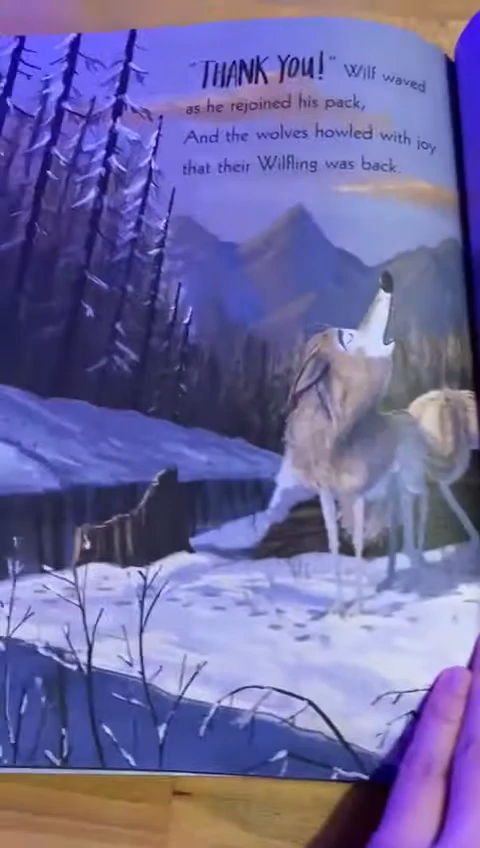 "THANK YOU!" Wilf waved
as he rejoined his pack,
And the wolves howled with joy
that their Wilfling was back.